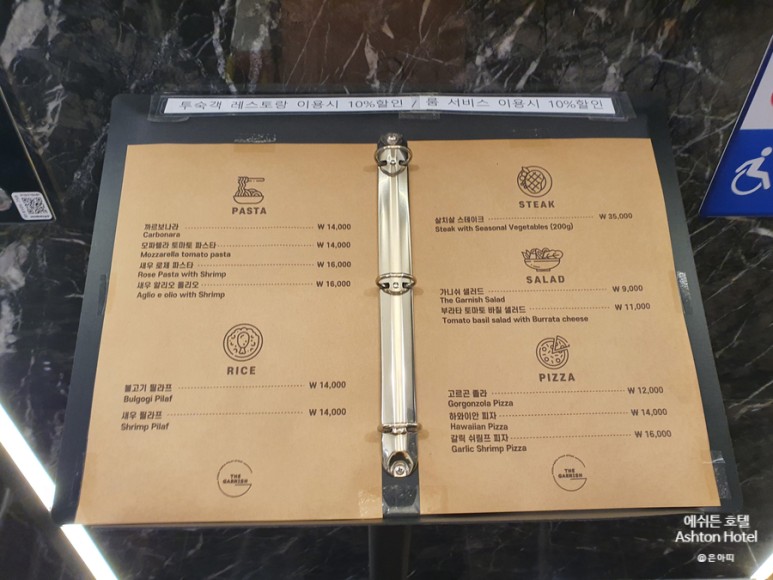 투숙객 레스토랑 이용시 10%할인 / 룸 서비스 이용시 10%할인
PASTA
까르보나라 ₩ 14,000
Carbonara
모짜렐라 토마토 파스타 ₩ 14,000
Mozzarella tomato pasta
새우 로제 파스타 ₩ 16,000
Rose Pasta with Shrimp
새우 알리오 올리오 ₩ 16,000
Aglio e olio with Shrimp
RICE
불고기 필라프 ₩ 14,000
Bulgogi Pilaf
새우 필라프 ₩ 14,000
Shrimp Pilaf
THE GARNISH
STEAK
살치살 스테이크 ₩ 35,000
Steak with Seasonal Vegetables (200g)
SALAD
가니쉬 샐러드 ₩ 9,000
The Garnish Salad
부라타 토마토 바질 샐러드 ₩ 11,000
Tomato basil salad with Burrata cheese
PIZZA
고르곤 졸라 ₩ 12,000
Gorgonzola Pizza
하와이안 피자 ₩ 14,000
Hawaiian Pizza
갈릭 쉬림프 피자 ₩ 16,000
Garlic Shrimp Pizza
THE GARNISH
에쉬튼 호텔
Ashton Hotel
@은아띠